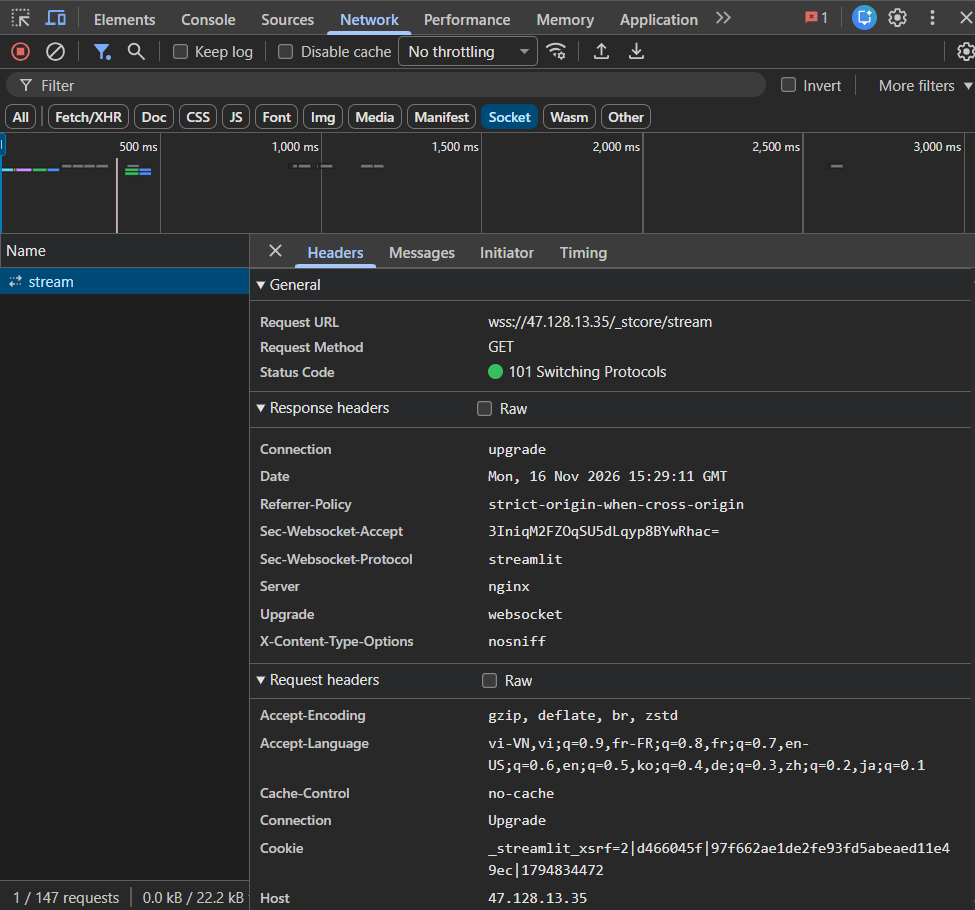 Elements Console Sources Network Performance Memory Application 1
Keep log Disable cache No throttling
Filter Invert More filters
All Fetch/XHR Doc CSS JS Font Img Media Manifest Socket Wasm Other
500 ms 1,000 ms 1,500 ms 2,000 ms 2,500 ms 3,000 ms
Name
stream
Headers Messages Initiator Timing
General
Request URL wss://47.128.13.35/_stcore/stream
Request Method GET
Status Code 101 Switching Protocols
Response headers Raw
Connection upgrade
Date Mon, 16 Nov 2026 15:29:11 GMT
Referrer-Policy strict-origin-when-cross-origin
Sec-Websocket-Accept 3IniqM2FZOqSU5dLqyp8BYwRhac=
Sec-Websocket-Protocol streamlit
Server nginx
Upgrade websocket
X-Content-Type-Options nosniff
Request headers Raw
Accept-Encoding gzip, deflate, br, zstd
Accept-Language vi-VN,vi;q=0.9,fr-FR;q=0.8,fr;q=0.7,en-
US;q=0.6,en;q=0.5,ko;q=0.4,de;q=0.3,zh;q=0.2,ja;q=0.1
Cache-Control no-cache
Connection Upgrade
Cookie _streamlit_xsrf=2|d466045f|97f662ae1de2fe93fd5abeaed11e4
9ec|1794834472
Host 47.128.13.35
1 / 147 requests 0.0 kB / 22.2 kB